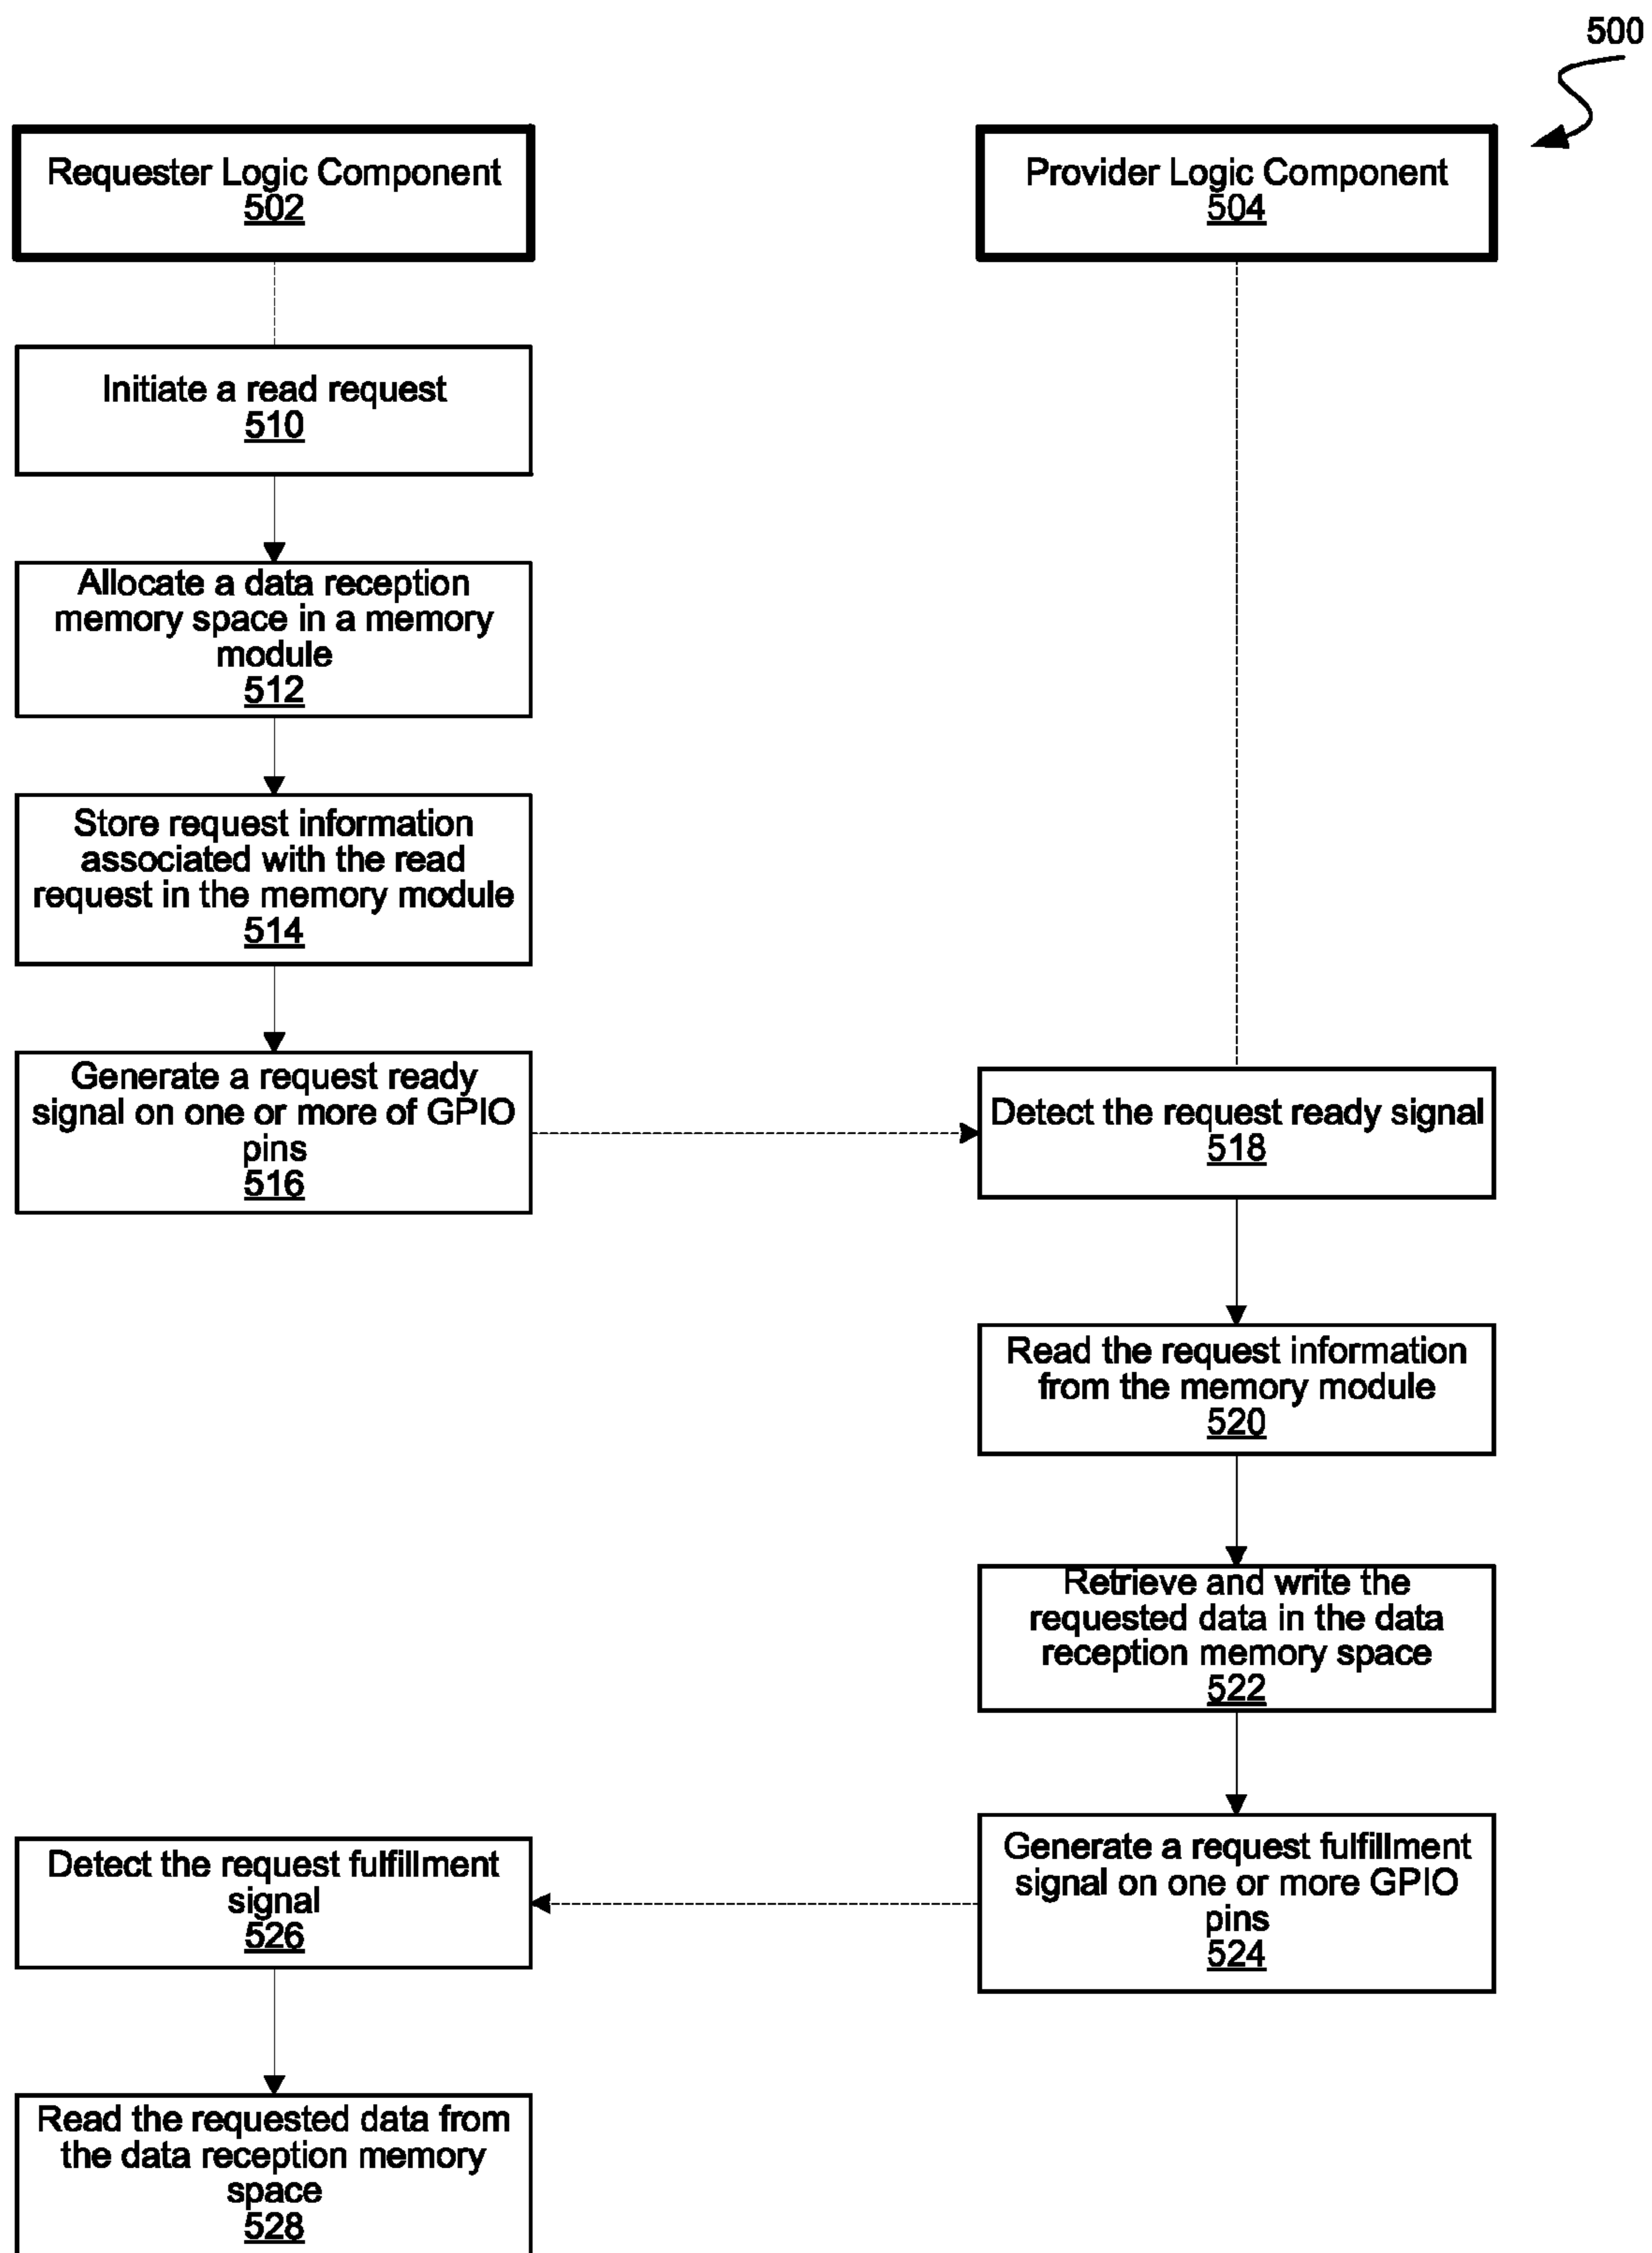 500
Requester Logic Component
502
Provider Logic Component
504
Initiate a read request
510
Allocate a data reception
memory space in a memory
module
512
Store request information
associated with the read
request in the memory module
514
Generate a request ready
signal on one or more of GPIO
pins
516
Detect the request ready signal
518
Read the request information
from the memory module
520
Retrieve and write the
requested data in the data
reception memory space
522
Generate a request fulfillment
signal on one or more GPIO
pins
524
Detect the request fulfillment
signal
526
Read the requested data from
the data reception memory
space
528